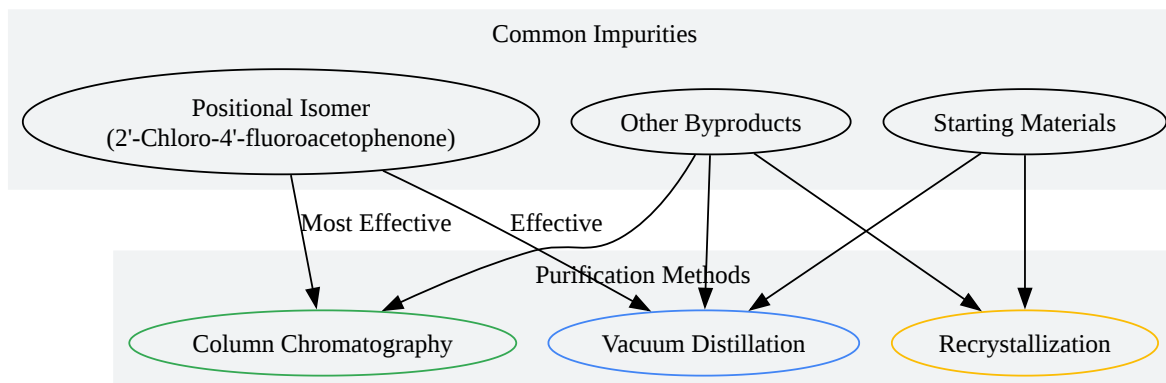 Common Impurities
Positional Isomer
(2'-Chloro-4'-fluoroacetophenone)
Other Byproducts
Starting Materials
Most Effective
Effective
Purification Methods
Column Chromatography
Vacuum Distillation
Recrystallization